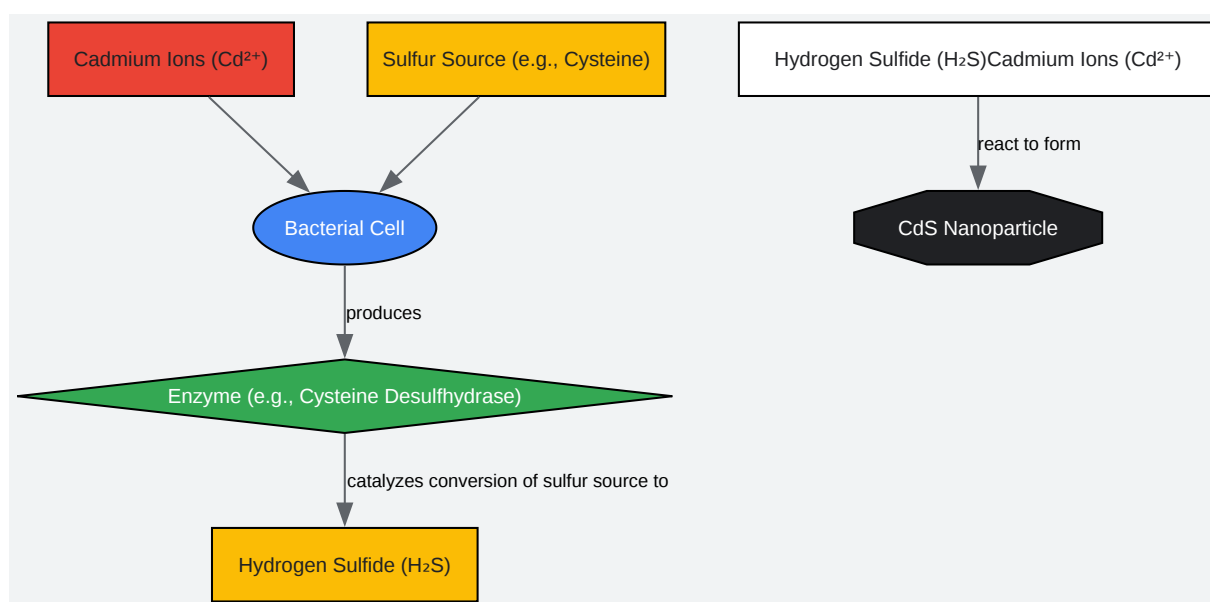 Cadmium Ions (Cd²⁺)
Sulfur Source (e.g., Cysteine)
Hydrogen Sulfide (H₂S)Cadmium Ions (Cd²⁺)
react to form
Bacterial Cell
CdS Nanoparticle
produces
Enzyme (e.g., Cysteine Desulfhydrase)
catalyzes conversion of sulfur source to
Hydrogen Sulfide (H₂S)